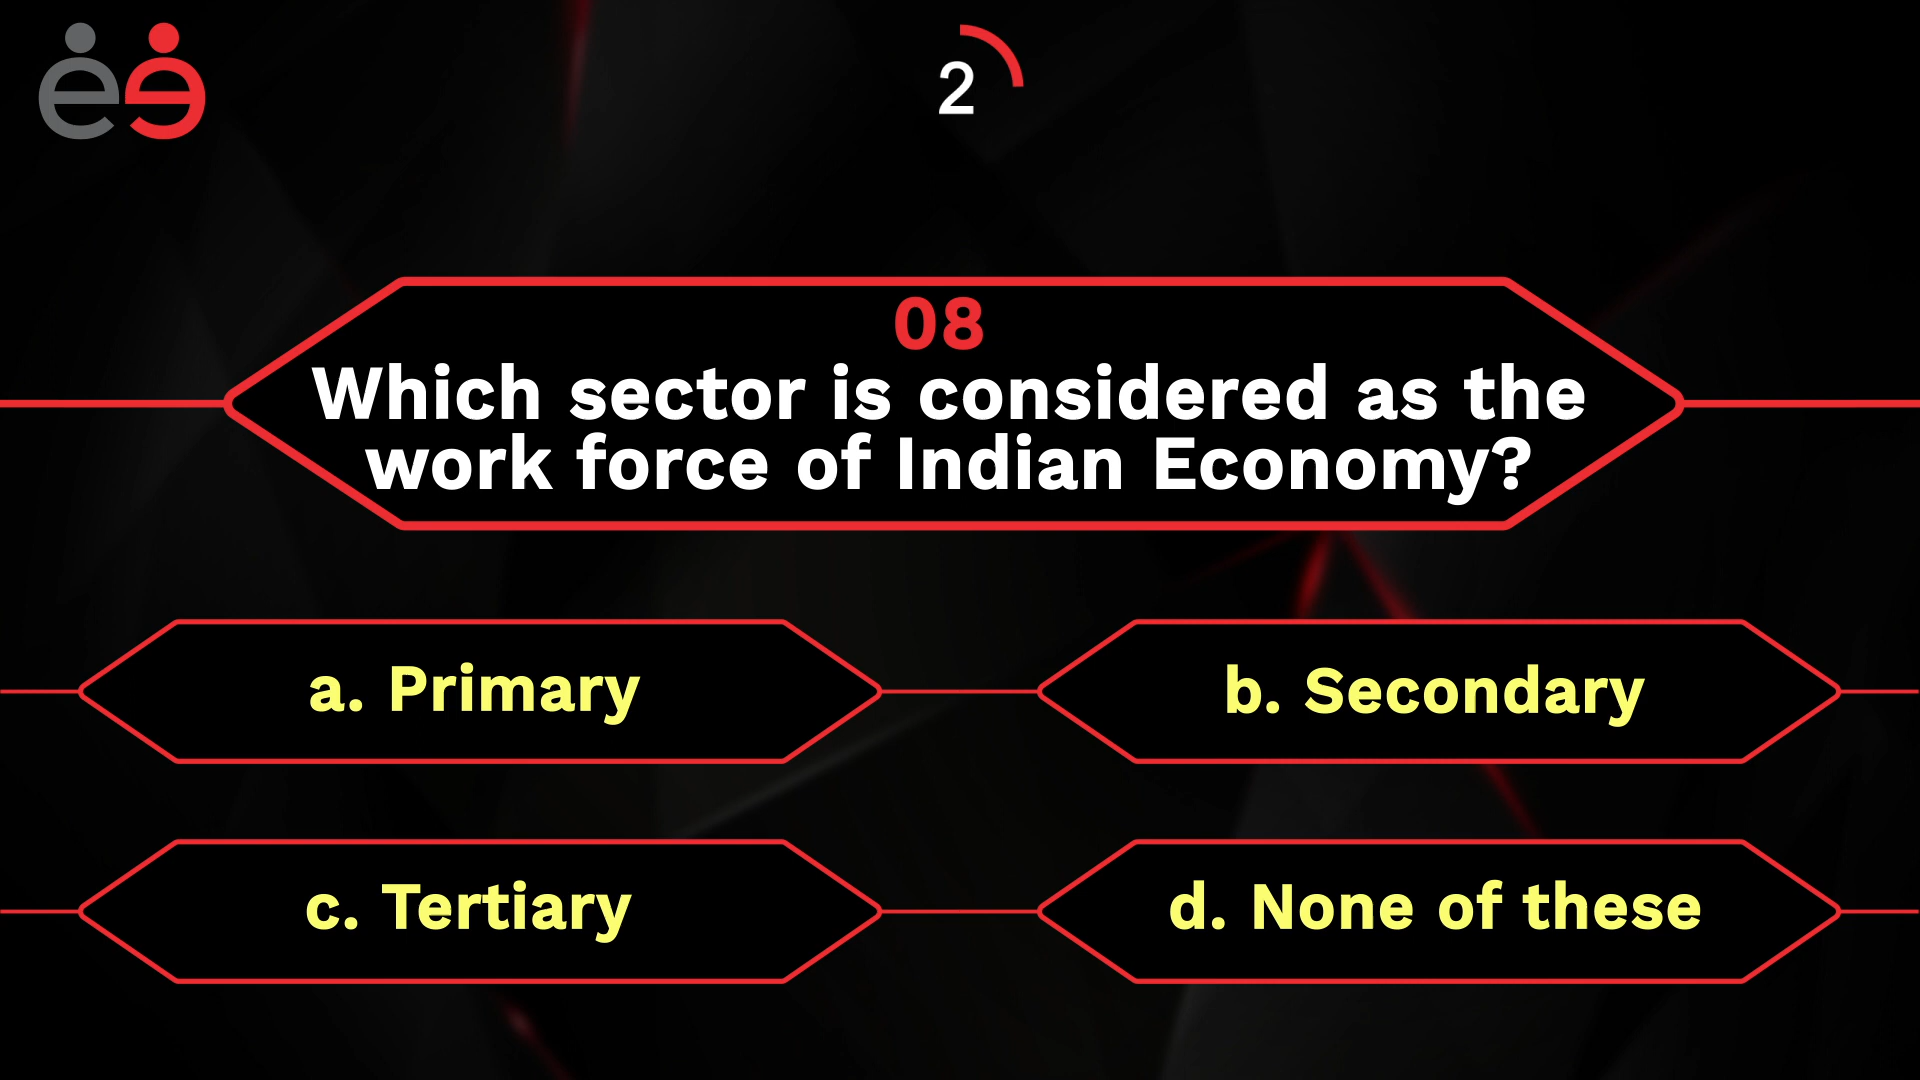 2
08
Which sector is considered as the
work force of Indian Economy?
a. Primary
b. Secondary
c. Tertiary
d. None of these